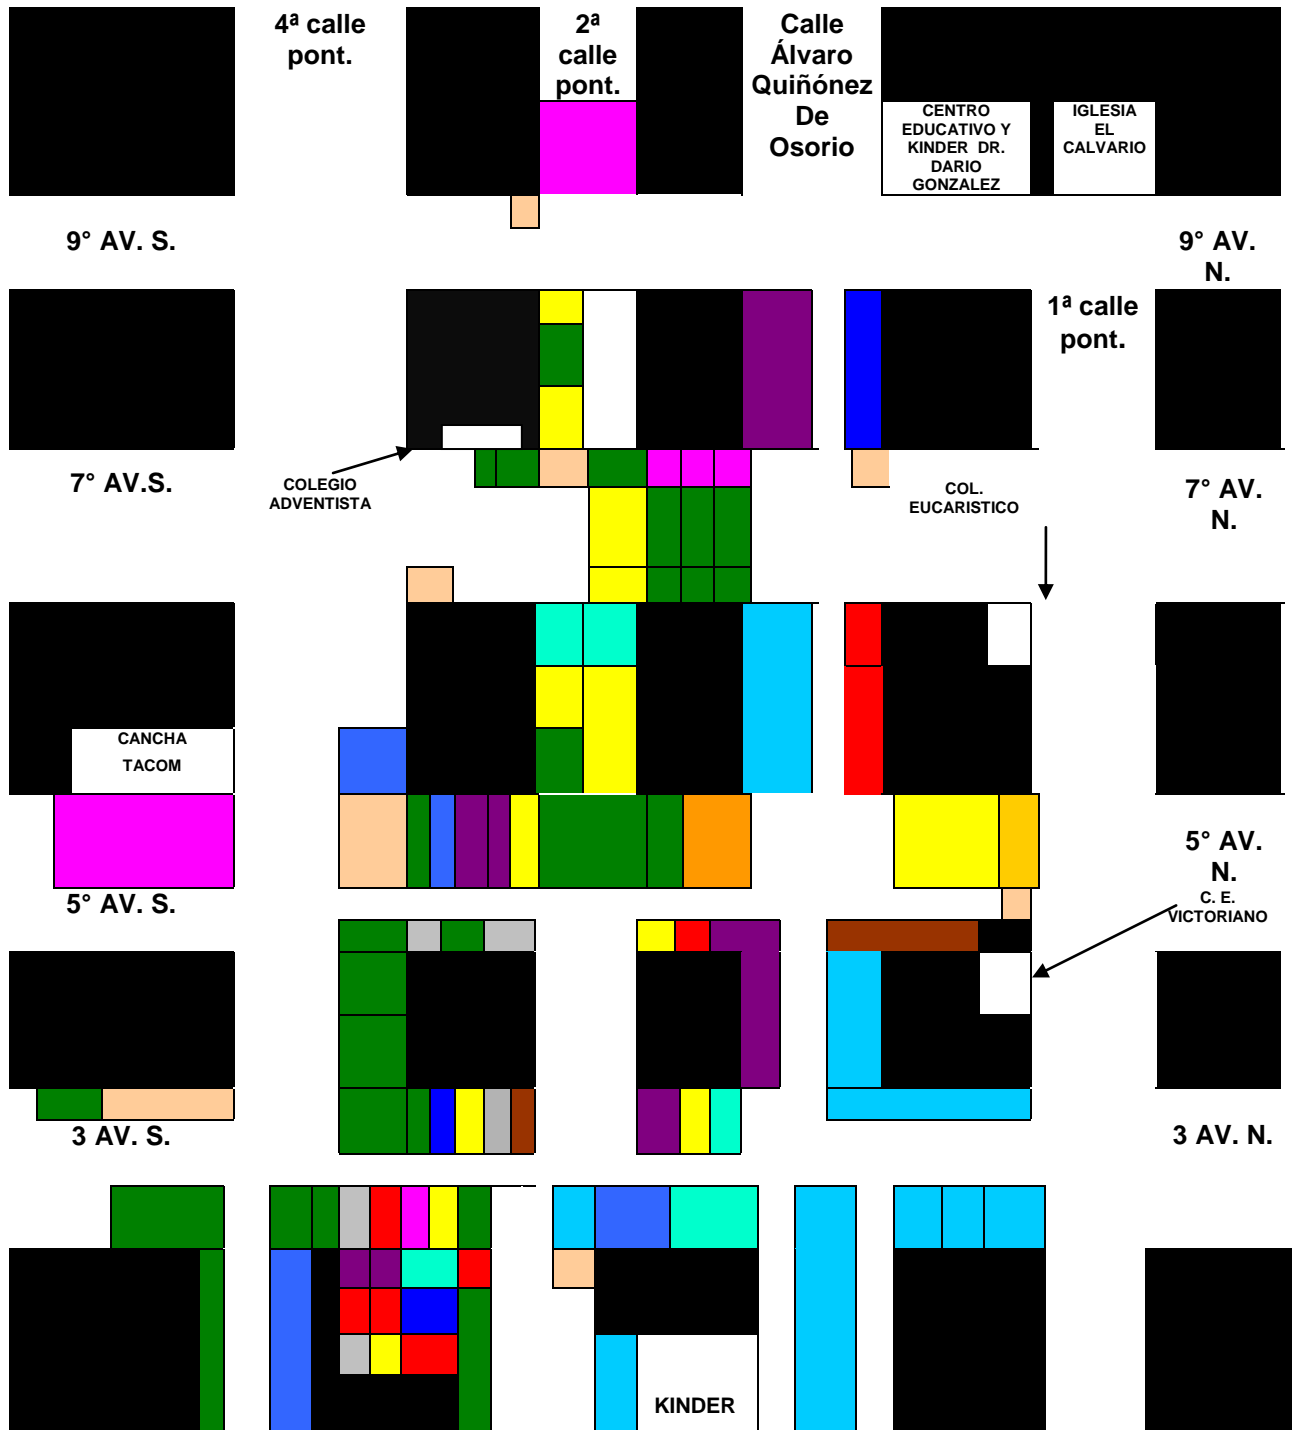 4ª calle
pont.
2ª
calle
pont.
Calle
Álvaro
Quiñónez
De
Osorio
CENTRO
EDUCATIVO Y
KINDER DR.
DARIO
GONZALEZ
IGLESIA
EL
CALVARIO
9° AV. S.
9° AV.
N.
1ª calle
pont.
7° AV.S.
COLEGIO
ADVENTISTA
COL.
EUCARISTICO
7° AV.
N.
CANCHA
TACOM
5° AV. S.
5° AV.
N.
C. E.
VICTORIANO
3 AV. S.
3 AV. N.
KINDER